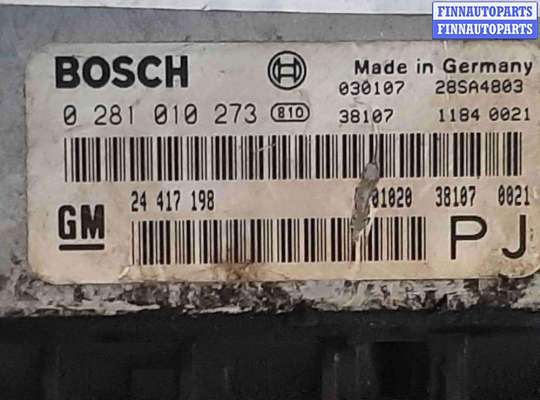 FINNAUTOPARTS
FINNAUTOPARTS
BOSCH
Made in Germany
030107 28SA4803
0 281 010 273 810
38107 1184 0021
24 417 198
01020 38107 0021
GM
PJ